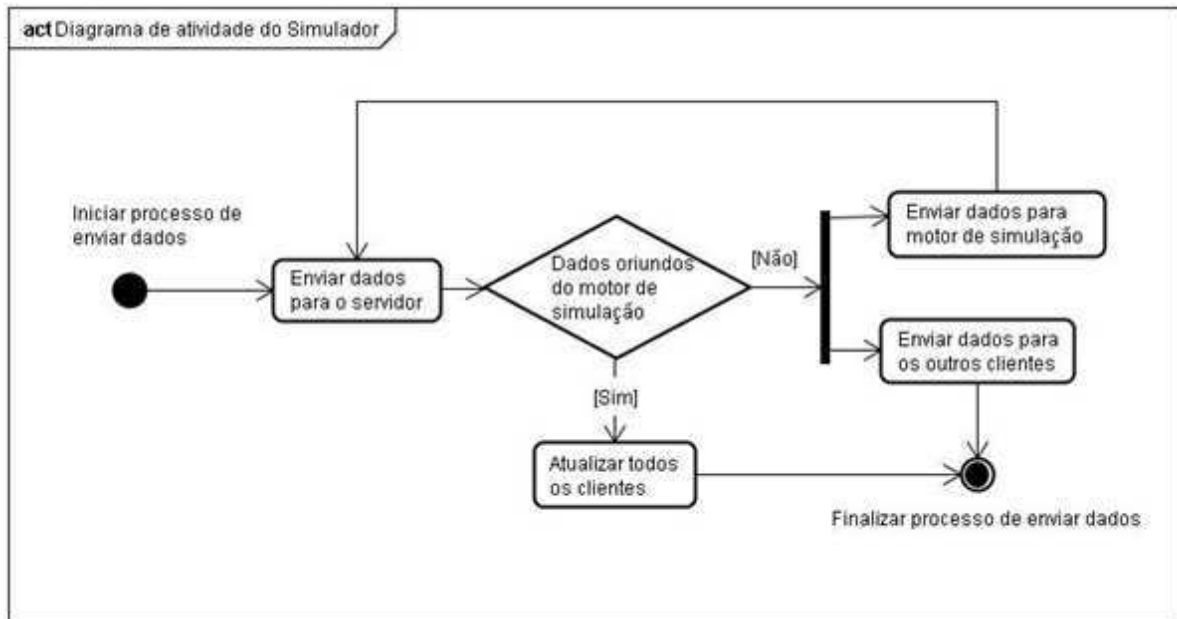 act Diagrama de atividade do Simulador
Iniciar processo de
enviar dados
Enviar dados
para o servidor
Dados oriundos
do motor de
simulação
[Não]
Enviar dados para
motor de simulação
Enviar dados para
os outros clientes
[Sim]
Atualizar todos
os clientes
Finalizar processo de enviar dados